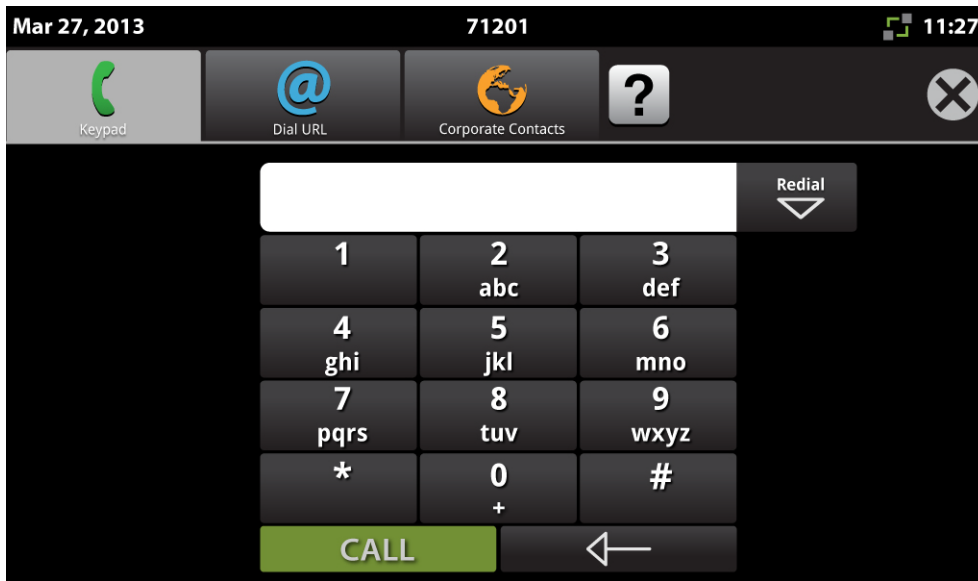 Mar 27, 2013 71201 11:27
Keypad Dial URL Corporate Contacts ?
Redial
1 2 3
abc def
4 5 6
ghi jkl mno
7 8 9
pqrs tuv wxyz
* 0 #
+
CALL